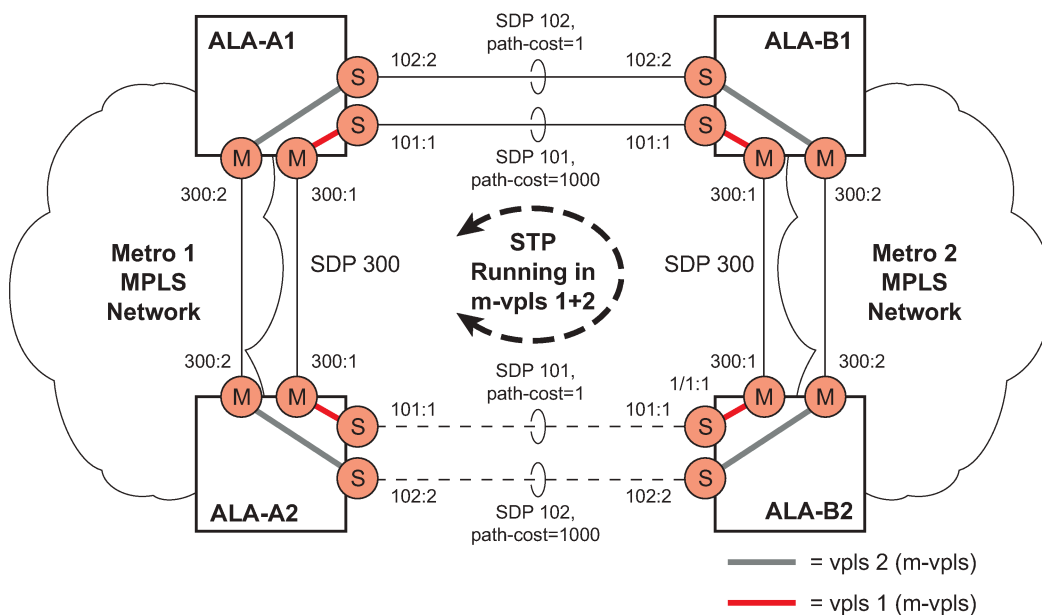 SDP 102,
path-cost=1
ALA-A1
ALA-B1
102:2
102:2
S
S
S
S
101:1
101:1
M
M
M
M
SDP 101,
path-cost=1000
300:2
300:1
300:1
300:2
STP
Running in
m-vpls 1+2
Metro 1
MPLS
Network
SDP 300
SDP 300
Metro 2
MPLS
Network
300:2
300:1
300:1
300:2
SDP 101,
path-cost=1
1/1:1
M
M
M
M
101:1
101:1
S
S
S
S
102:2
102:2
ALA-A2
ALA-B2
SDP 102,
path-cost=1000
= vpls 2 (m-vpls)
= vpls 1 (m-vpls)